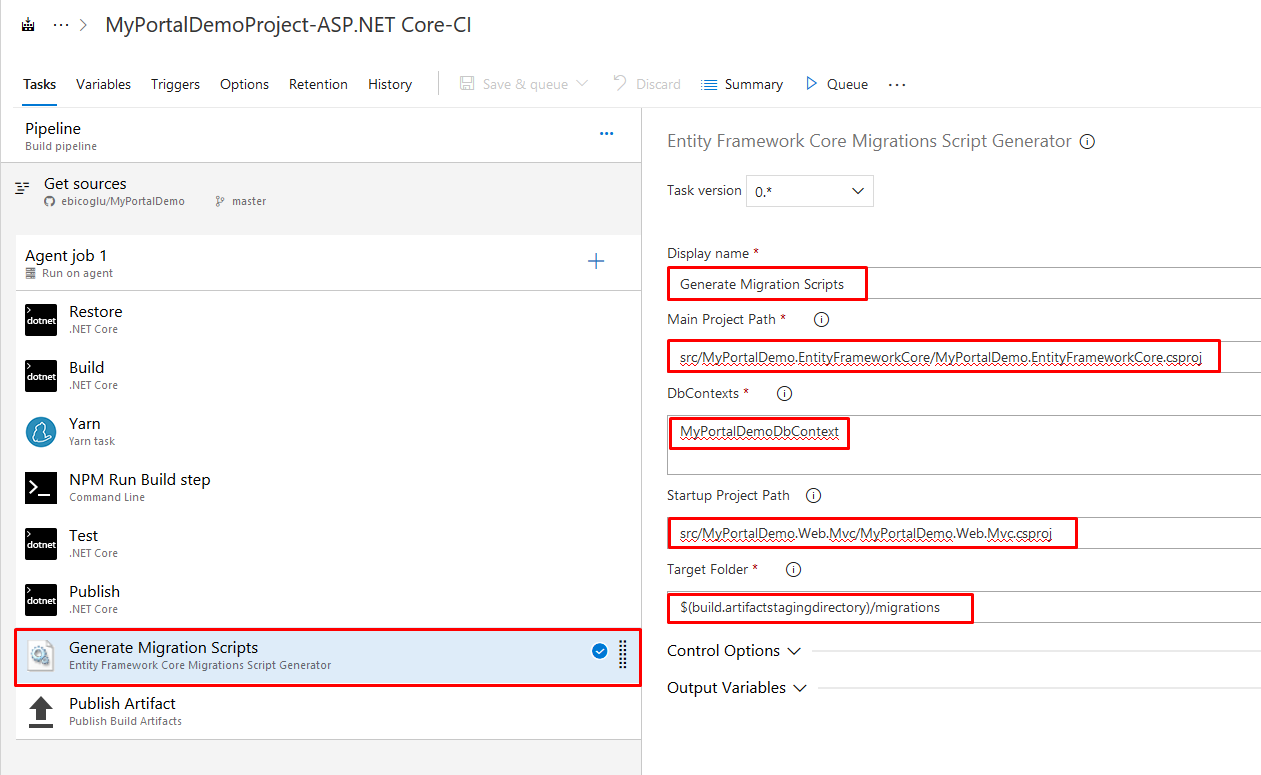 ··· > MyPortalDemoProject-ASP.NET Core-CI
Tasks Variables Triggers Options Retention History Save & queue Discard Summary Queue ···
Pipeline ···
Build pipeline
Get sources
ebicoglu/MyPortalDemo master
Agent job 1
Run on agent
dotnet Restore
.NET Core
dotnet Build
.NET Core
Yarn
Yarn task
NPM Run Build step
Command Line
dotnet Test
.NET Core
dotnet Publish
.NET Core
Generate Migration Scripts
Entity Framework Core Migrations Script Generator
Publish Artifact
Publish Build Artifacts
Entity Framework Core Migrations Script Generator
Task version 0.*
Display name *
Generate Migration Scripts
Main Project Path *
src/MyPortalDemo.EntityFrameworkCore/MyPortalDemo.EntityFrameworkCore.csproj
DbContexts *
MyPortalDemoDbContext
Startup Project Path
src/MyPortalDemo.Web.Mvc/MyPortalDemo.Web.Mvc.csproj
Target Folder *
$(build.artifactstagingdirectory)/migrations
Control Options
Output Variables